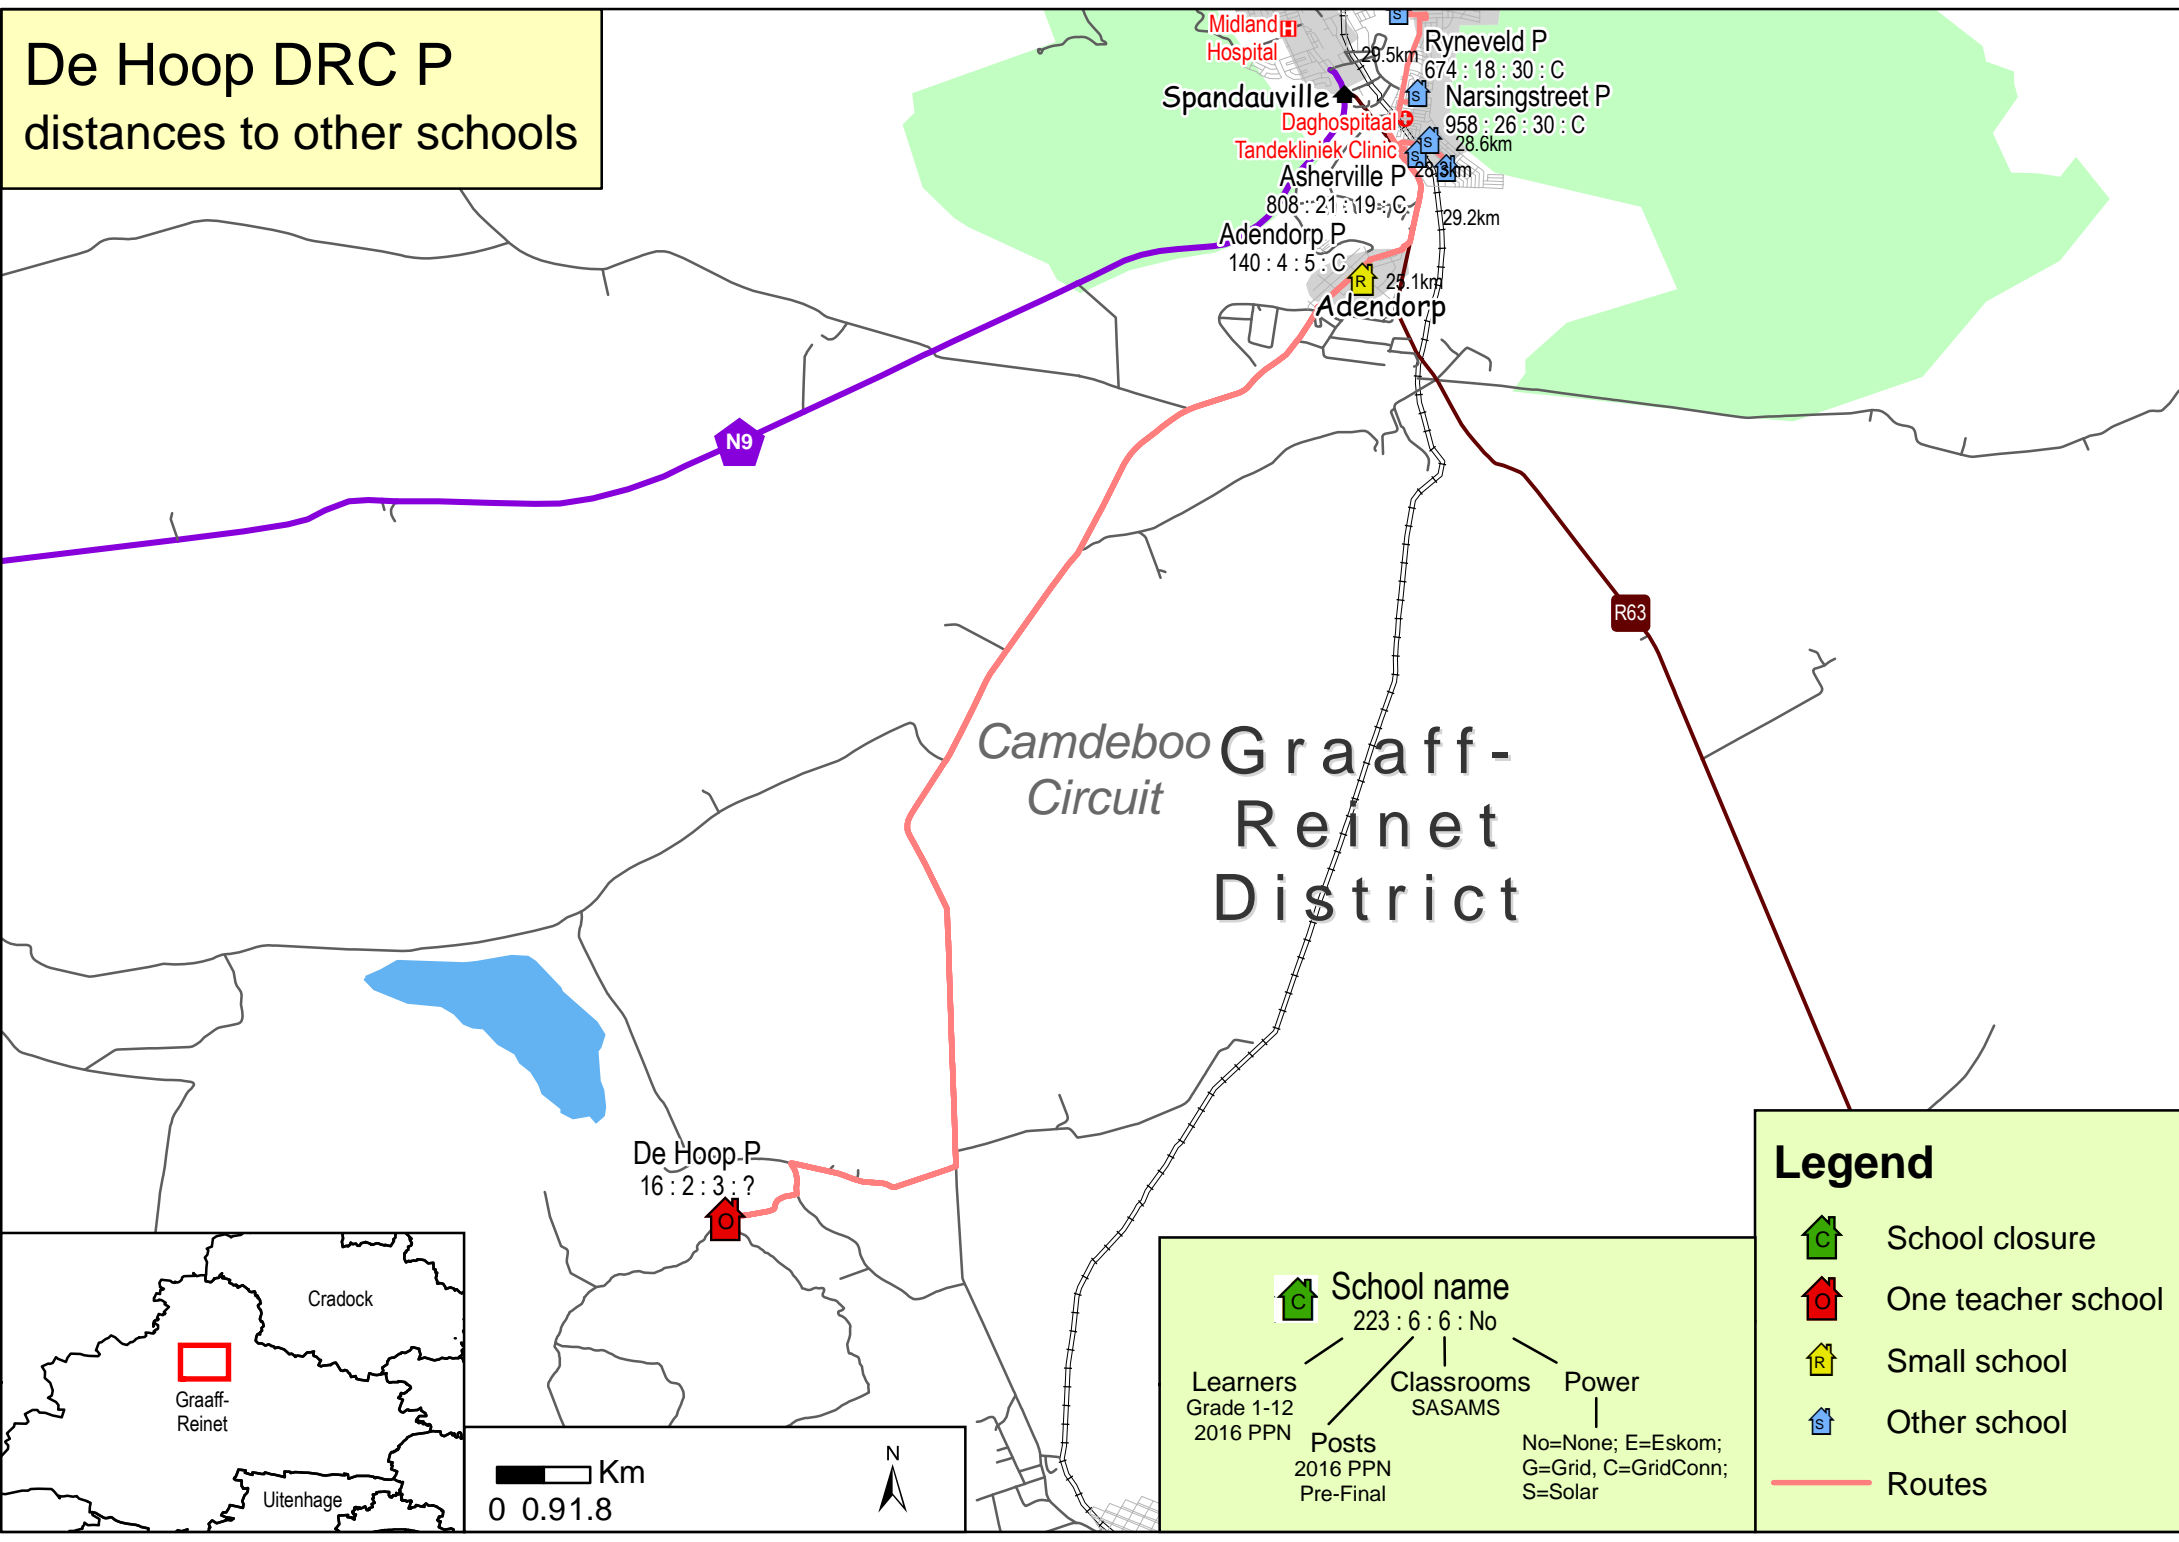 De Hoop DRC P
distances to other schools
Midland
Hospital
H
S
29.5km
Ryneveld P
674 : 18 : 30 : C
Spandauville
S
Narsingstreet P
958 : 26 : 30 : C
Daghospitaal
Tandekliniek Clinic
S
S
28.6km
28.3km
Asherville P
808 : 21 : 19 : C
29.2km
Adendorp P
140 : 4 : 5 : C
R
25.1km
Adendorp
N9
R63
Camdeboo
Circuit
Graaff-
Reinet
District
De Hoop P
16 : 2 : 3 : ?
O
Cradock
Graaff-
Reinet
Uitenhage
Km
0 0.91.8
N
C
School name
223 : 6 : 6 : No
Learners
Grade 1-12
2016 PPN
Posts
2016 PPN
Pre-Final
Classrooms
SASAMS
Power
No=None; E=Eskom;
G=Grid, C=GridConn;
S=Solar
Legend
C School closure
O One teacher school
R Small school
S Other school
Routes